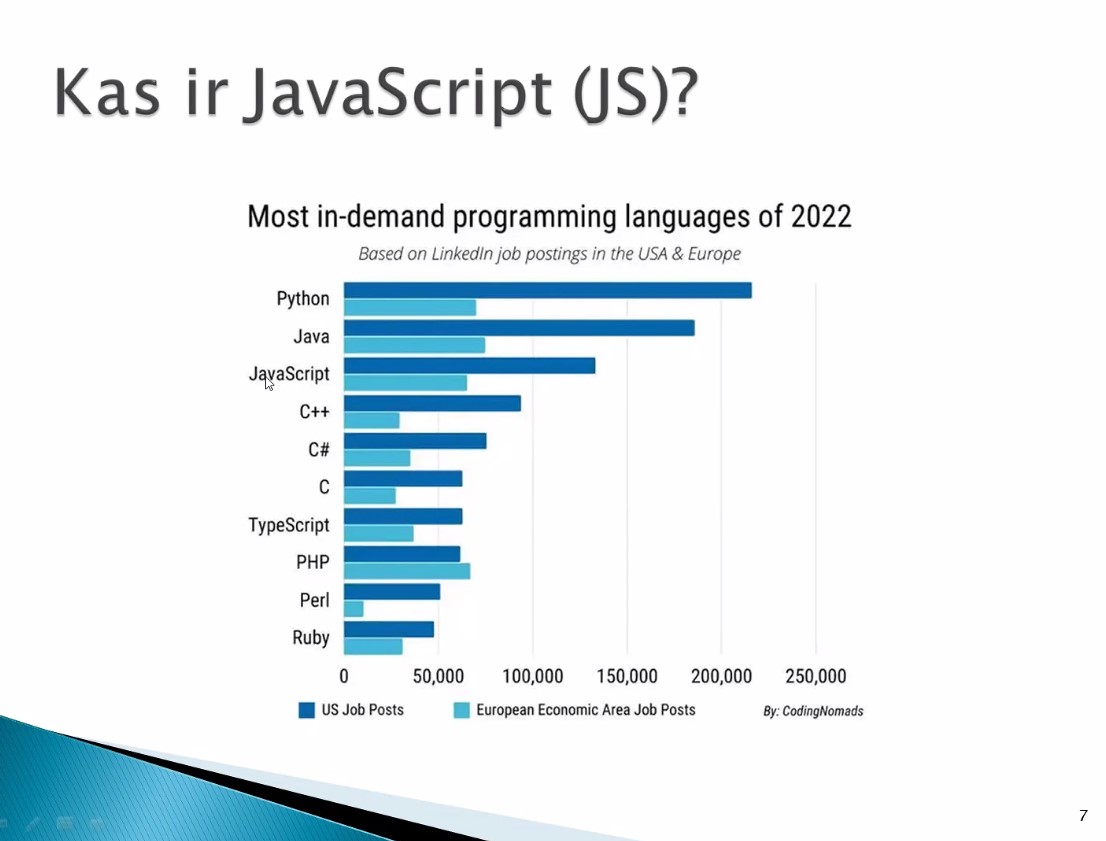 Kas ir JavaScript (JS)?
Most in-demand programming languages of 2022
Based on LinkedIn job postings in the USA & Europe
Python
Java
JavaScript
C++
C#
C
TypeScript
PHP
Perl
Ruby
0 50,000 100,000 150,000 200,000 250,000
US Job Posts European Economic Area Job Posts By: CodingNomads
7